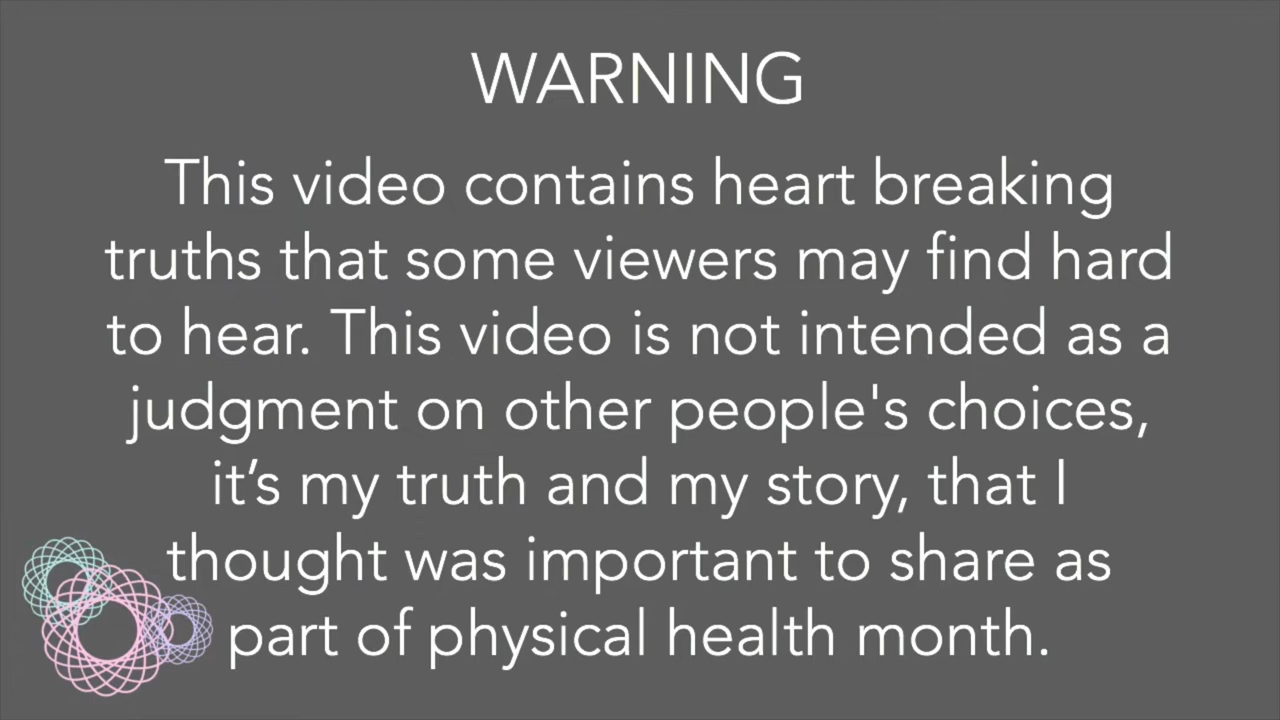 WARNING
This video contains heart breaking
truths that some viewers may find hard
to hear. This video is not intended as a
judgment on other people's choices,
it’s my truth and my story, that I
thought was important to share as
part of physical health month.